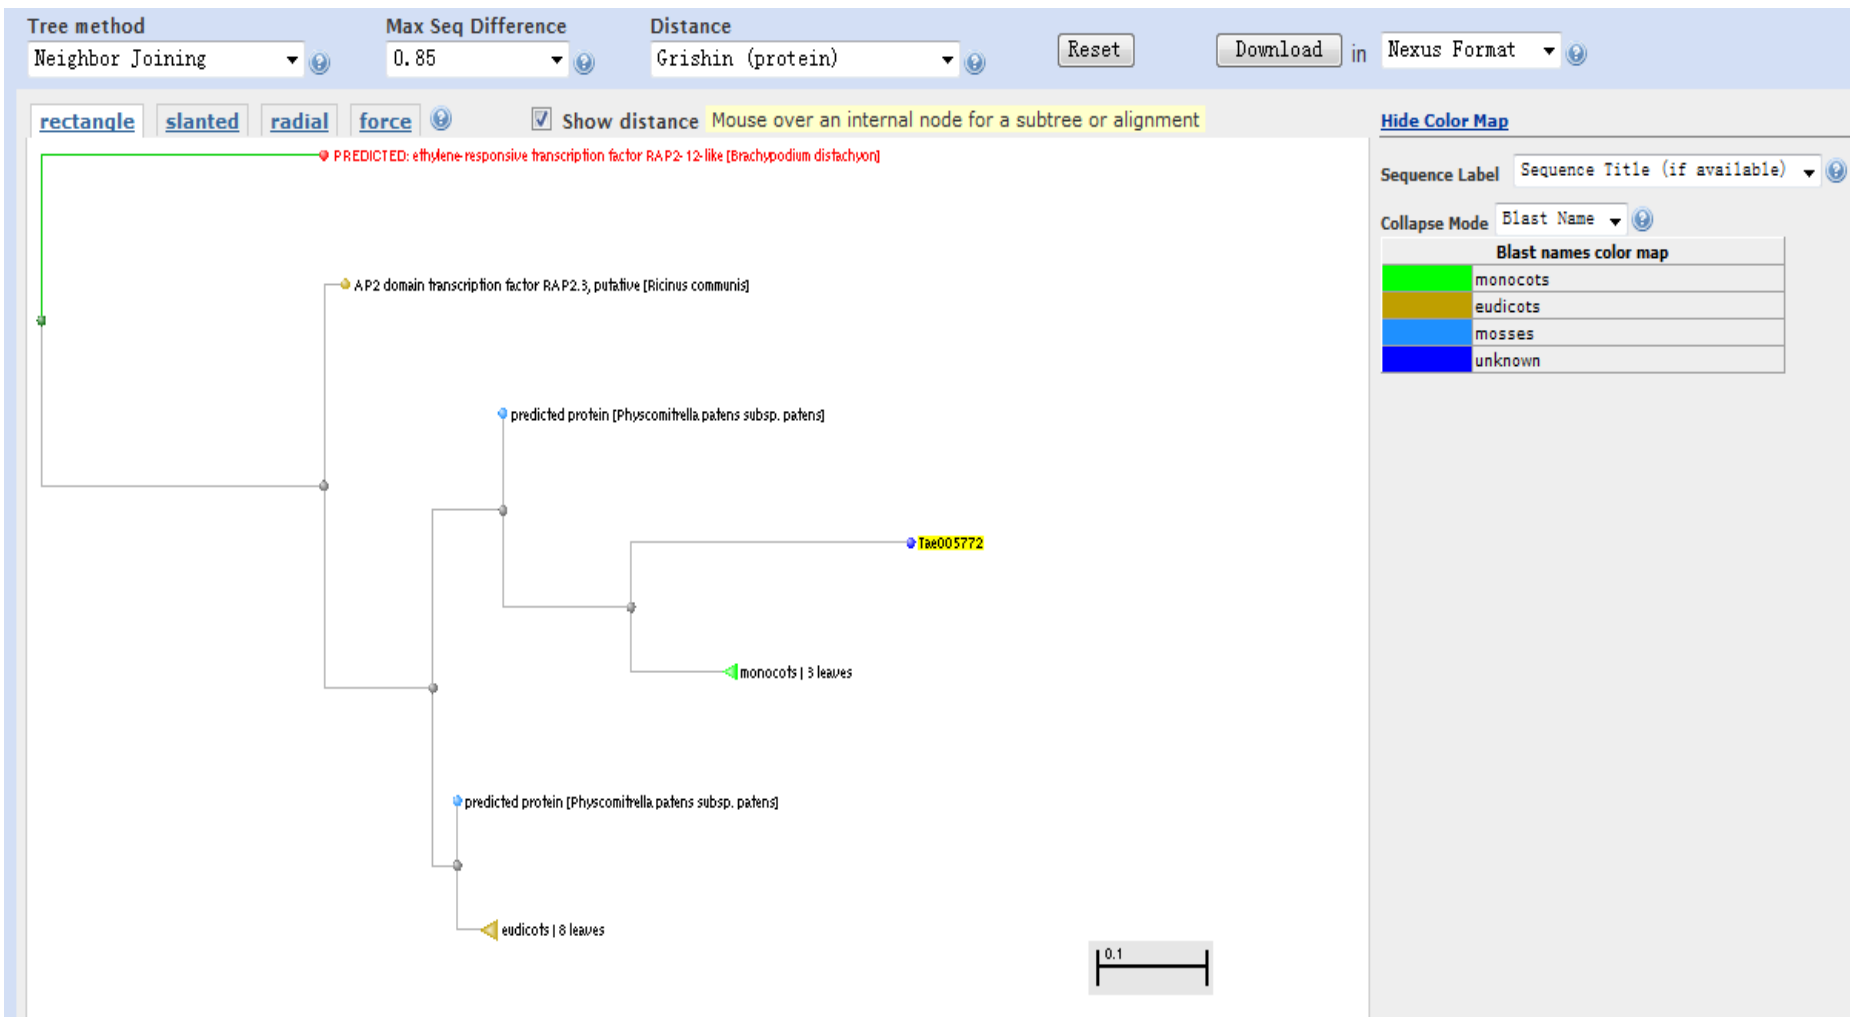 Tree method Max Seq Difference Distance
Neighbor Joining 0.85 Grishin (protein) Reset Download in Nexus Format
rectangle slanted radial force Show distance Mouse over an internal node for a subtree or alignment Hide Color Map
PREDICTED: ethylene-responsive transcription factor RAP2-12-like [Brachypodium distachyon]
Sequence Label Sequence Title (if available)
Collapse Mode Blast Name
Blast names color map
monocots
eudicots
mosses
unknown
AP2 domain transcription factor RAP2.3, putative [Ricinus communis]
predicted protein [Physcomitrella patens subsp. patens]
Tae005772
monocots | 3 leaves
predicted protein [Physcomitrella patens subsp. patens]
eudicots | 8 leaves
0.1